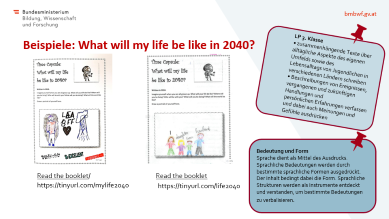 Bundesministerium
Bildung, Wissenschaft
und Forschung
bmbwf.gv.at
Beispiele: What will my life be like in 2040?
Time Capsule:
What will my life
be like in 2040?
Time Capsule:
What will my life
be like in 2040?
Read the booklet/
https://tinyurl.com/mylife2040
Read the booklet
https://tinyurl.com/mylife2040
LP 7. Klasse
• zusammenhängende Texte über
alltägliche Aspekte des eigenen
Umfelds sowie des
Lebensalltags von Jugendlichen in
verschiedenen Ländern schreiben
• Beschreibungen von Ereignissen,
vergangenen und zukünftigen
Handlungen und
persönlichen Erfahrungen verfassen
und dabei auch Meinungen und
Gefühle ausdrücken
Bedeutung und Form
Sprache dient als Mittel des Ausdrucks.
Sprachliche Bedeutungen werden durch
bestimmte sprachliche Formen ausgedrückt.
Der Inhalt bedingt dabei die Form. Sprachliche
Strukturen werden als Instrumente entdeckt
und verstanden, um bestimmte Bedeutungen
zu verbalisieren.